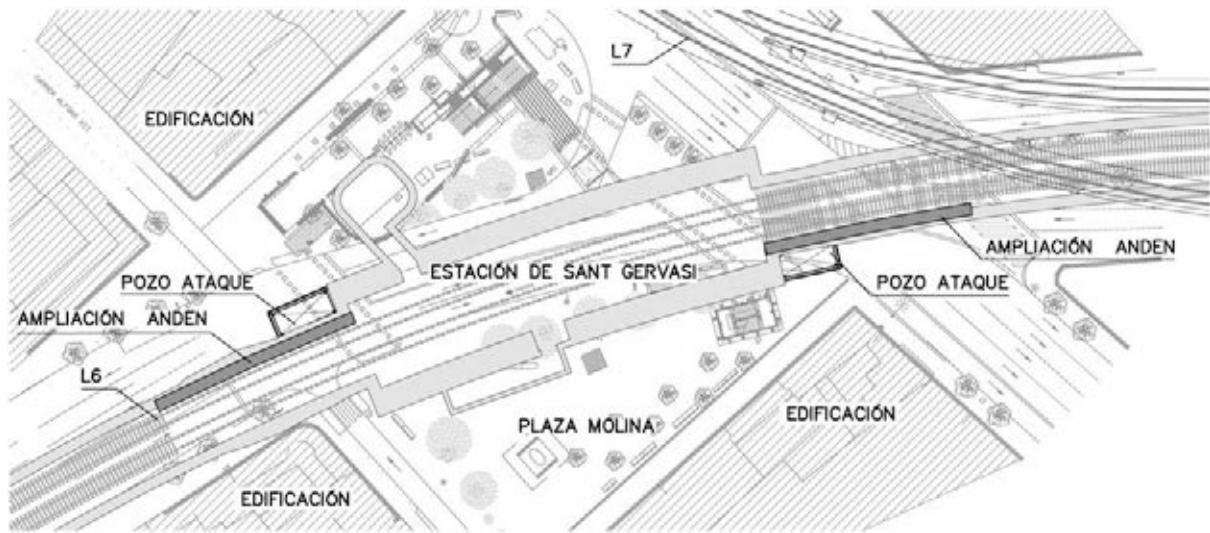 L7
EDIFICACIÓN
AMPLIACIÓN ANDEN
ESTACIÓN DE SANT GERVASI
POZO ATAQUE
POZO ATAQUE
AMPLIACIÓN ANDEN
L6
EDIFICACIÓN
PLAZA MOLINA
EDIFICACIÓN